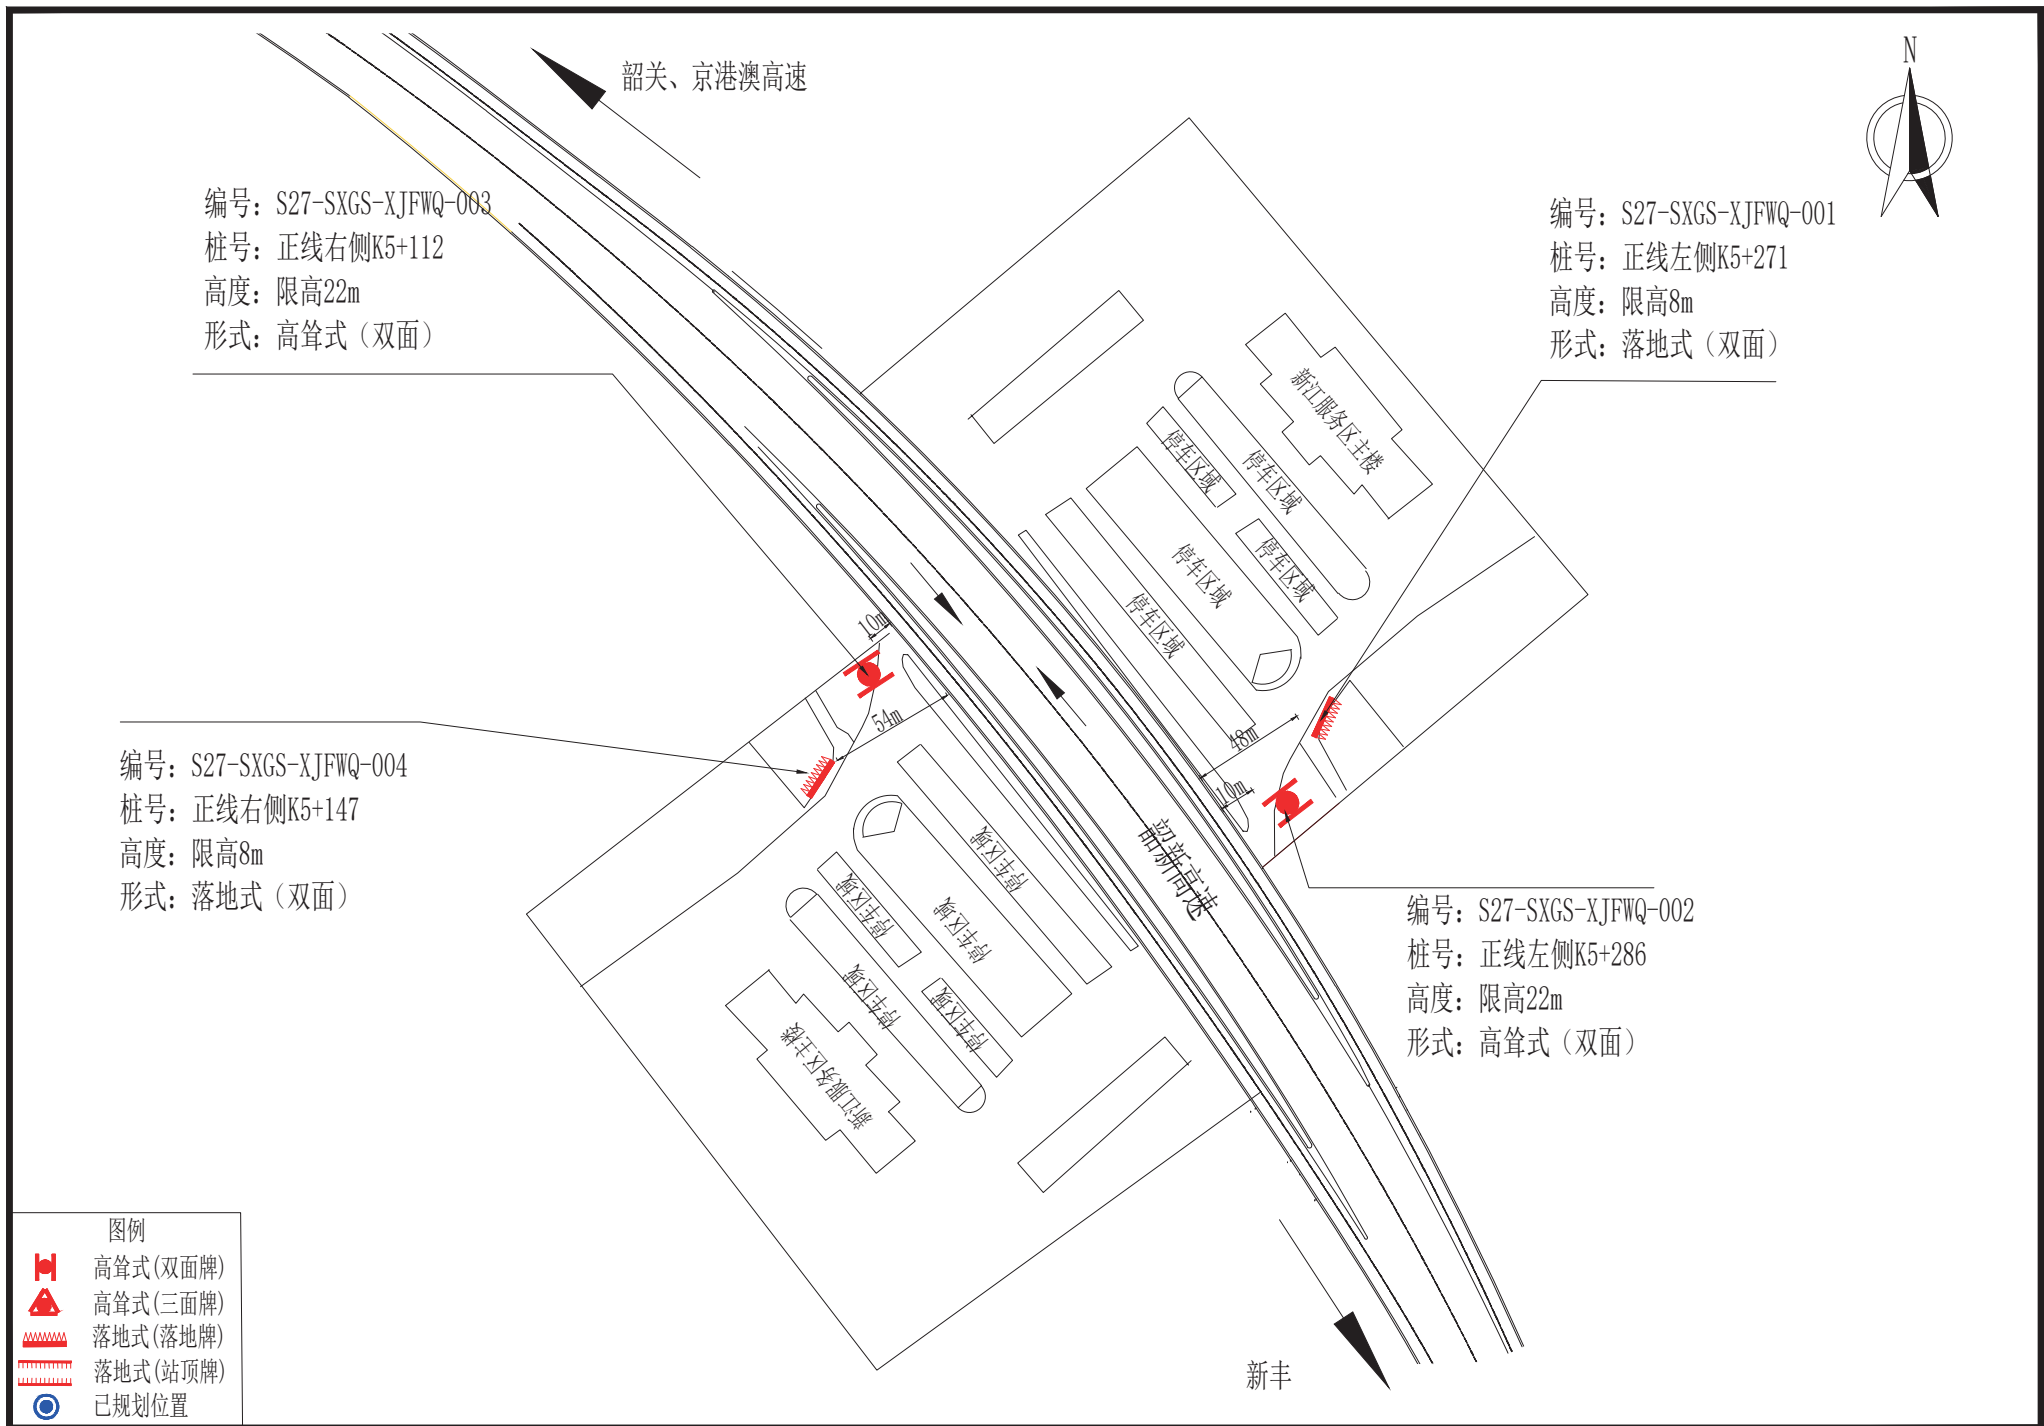 韶关、京港澳高速
N
编号：S27-SXGS-XJFWQ-003
桩号：正线右侧K5+112
高度：限高22m
形式：高耸式（双面）
编号：S27-SXGS-XJFWQ-001
桩号：正线左侧K5+271
高度：限高8m
形式：落地式（双面）
新江服务区主楼
停车区域
停车区域
停车区域
停车区域
停车区域
10m
54m
48m
10m
编号：S27-SXGS-XJFWQ-004
桩号：正线右侧K5+147
高度：限高8m
形式：落地式（双面）
韶新高速
停车区域
停车区域
停车区域
停车区域
停车区域
新江服务区主楼
编号：S27-SXGS-XJFWQ-002
桩号：正线左侧K5+286
高度：限高22m
形式：高耸式（双面）
新丰
图例
高耸式(双面牌)
高耸式(三面牌)
落地式(落地牌)
落地式(站顶牌)
已规划位置